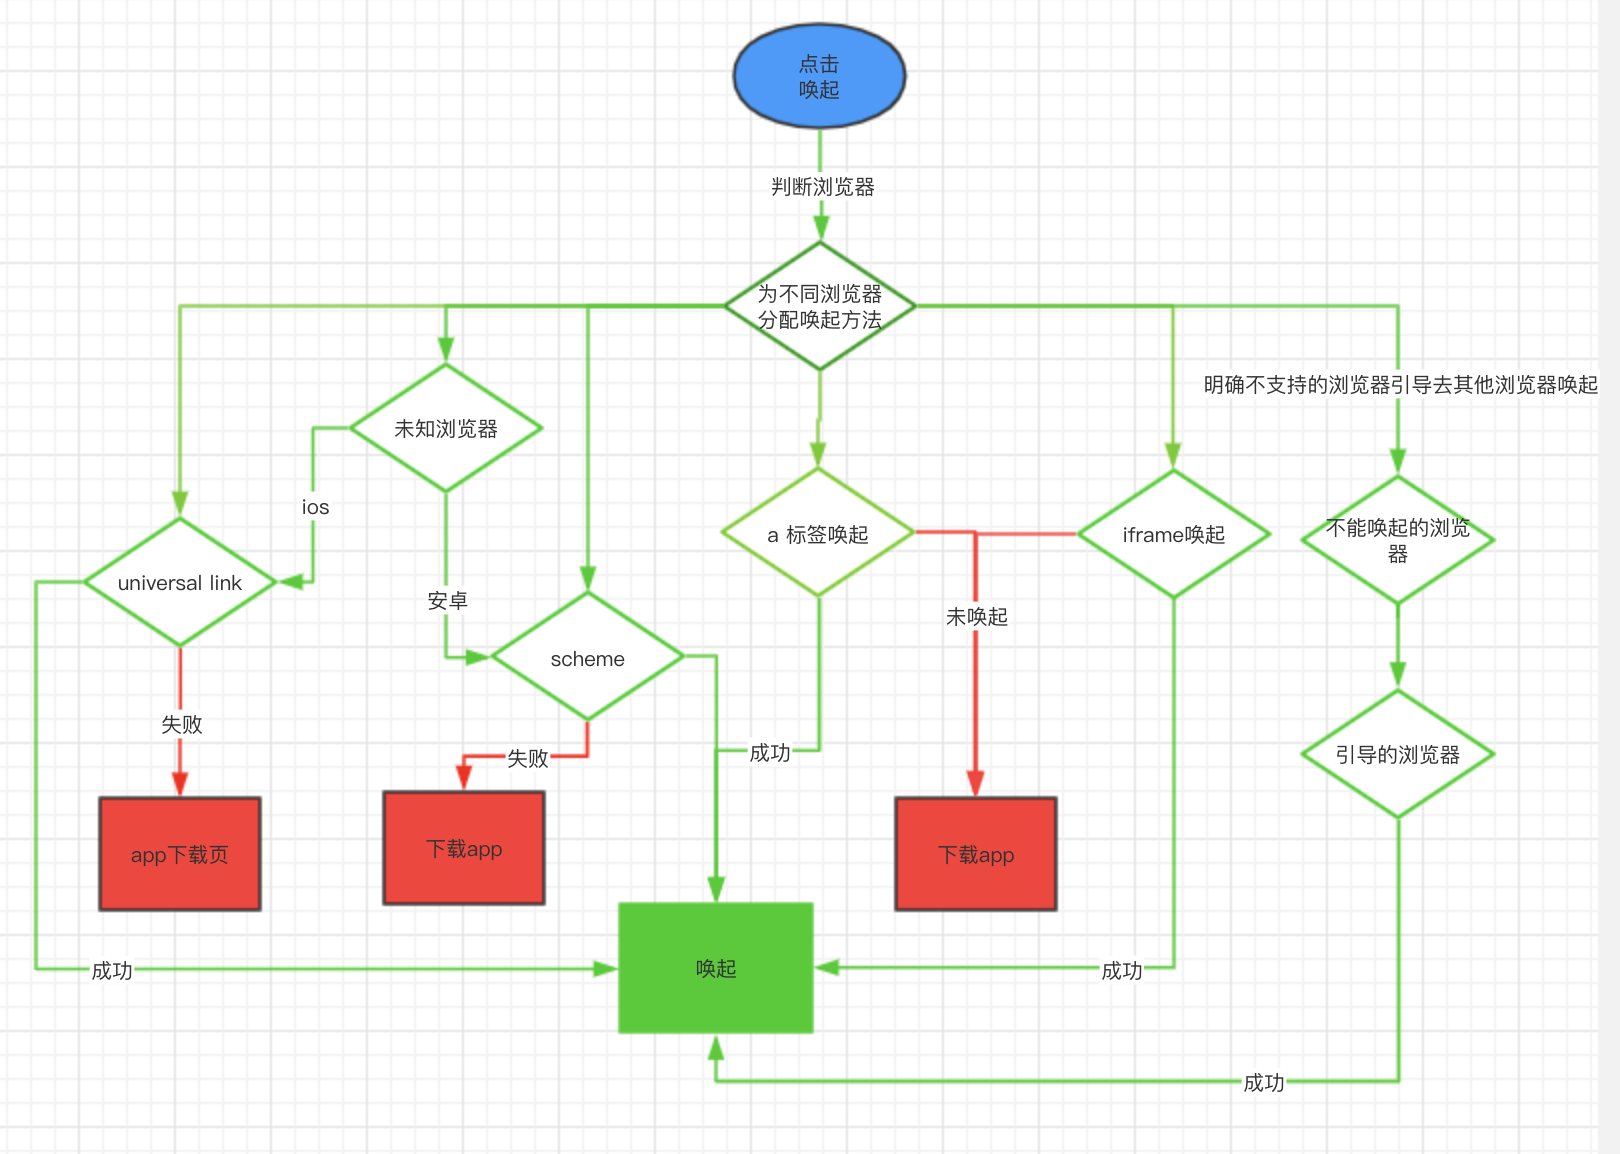 点击
唤起
判断浏览器
为不同浏览器
分配唤起方法
明确不支持的浏览器引导去其他浏览器唤起
未知浏览器
ios
universal link
安卓
scheme
a 标签唤起
iframe唤起
不能唤起的浏览
器
未唤起
失败
失败
成功
引导的浏览器
app下载页
下载app
下载app
唤起
成功
成功
成功